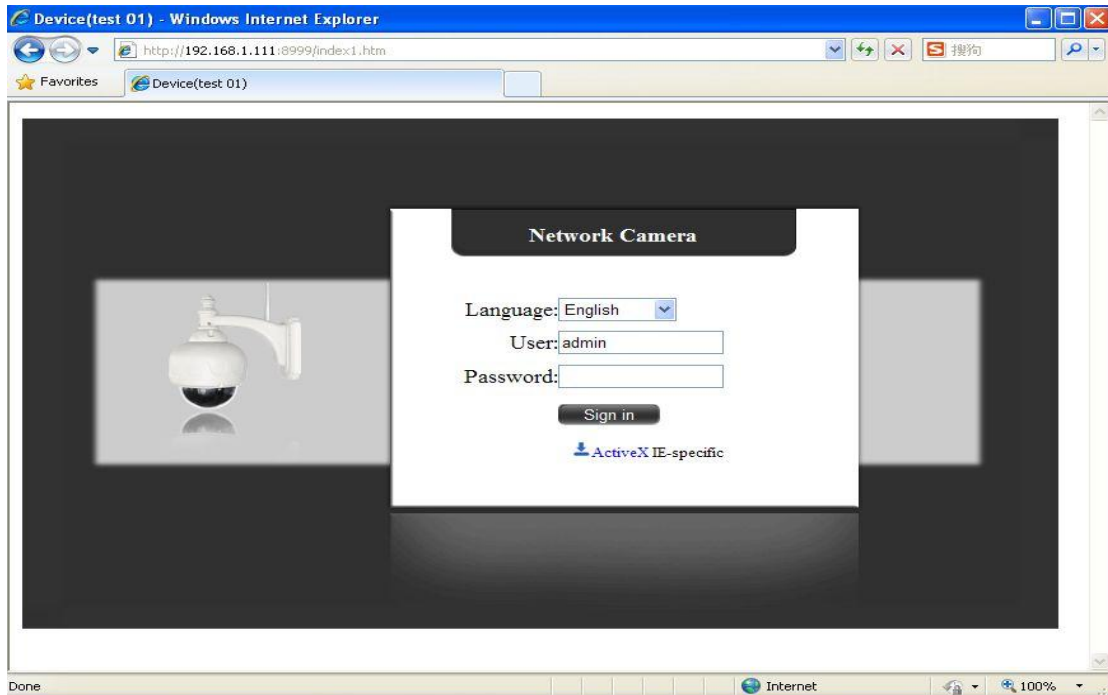 Device(test 01) - Windows Internet Explorer
http://192.168.1.111:8999/index1.htm
搜狗
Favorites
Device(test 01)
Network Camera
Language: English
User: admin
Password:
Sign in
ActiveX IE-specific
Done
Internet
100%